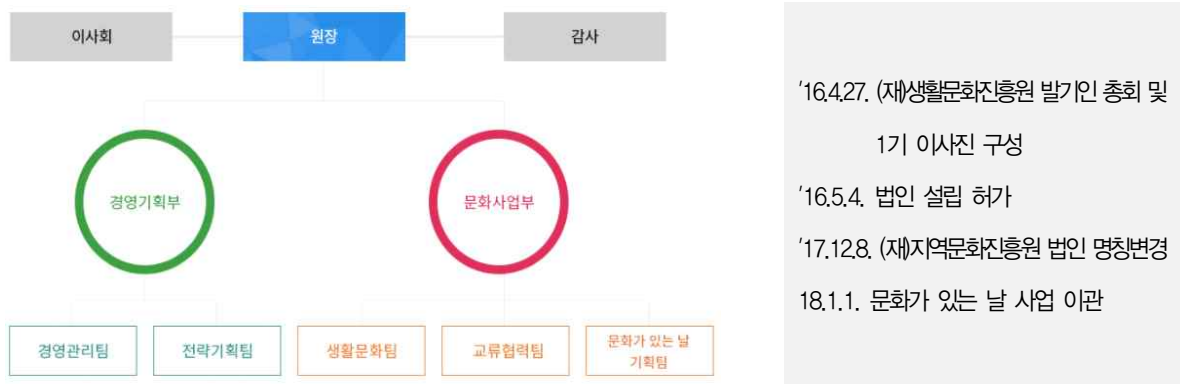 이사회
원장
감사
경영기획부
문화사업부
경영관리팀
전략기획팀
생활문화팀
교류협력팀
문화가 있는 날
기획팀
'16.4.27. (재)생활문화진흥원 발기인 총회 및
1기 이사진 구성
'16.5.4. 법인 설립 허가
'17.12.8. (재)지역문화진흥원 법인 명칭변경
18.1.1. 문화가 있는 날 사업 이관